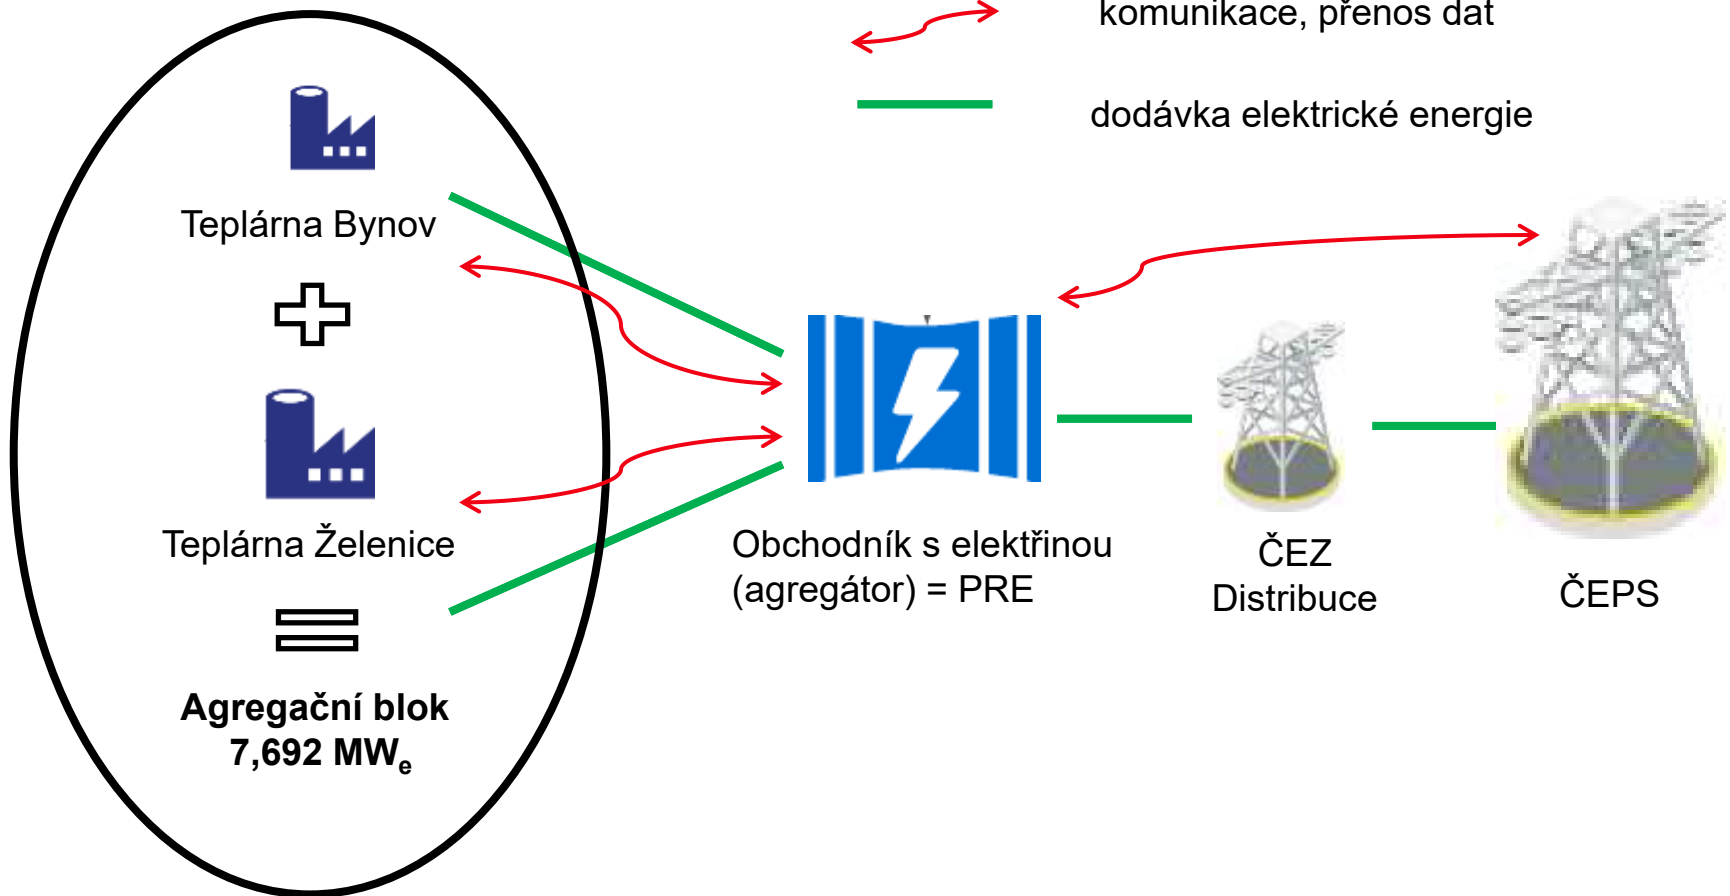 komunikace, přenos dat
dodávka elektrické energie
Teplárna Bynov
Teplárna Želenice
Agregační blok
7,692 MWe
Obchodník s elektřinou
(agregátor) = PRE
ČEZ
Distribuce
ČEPS